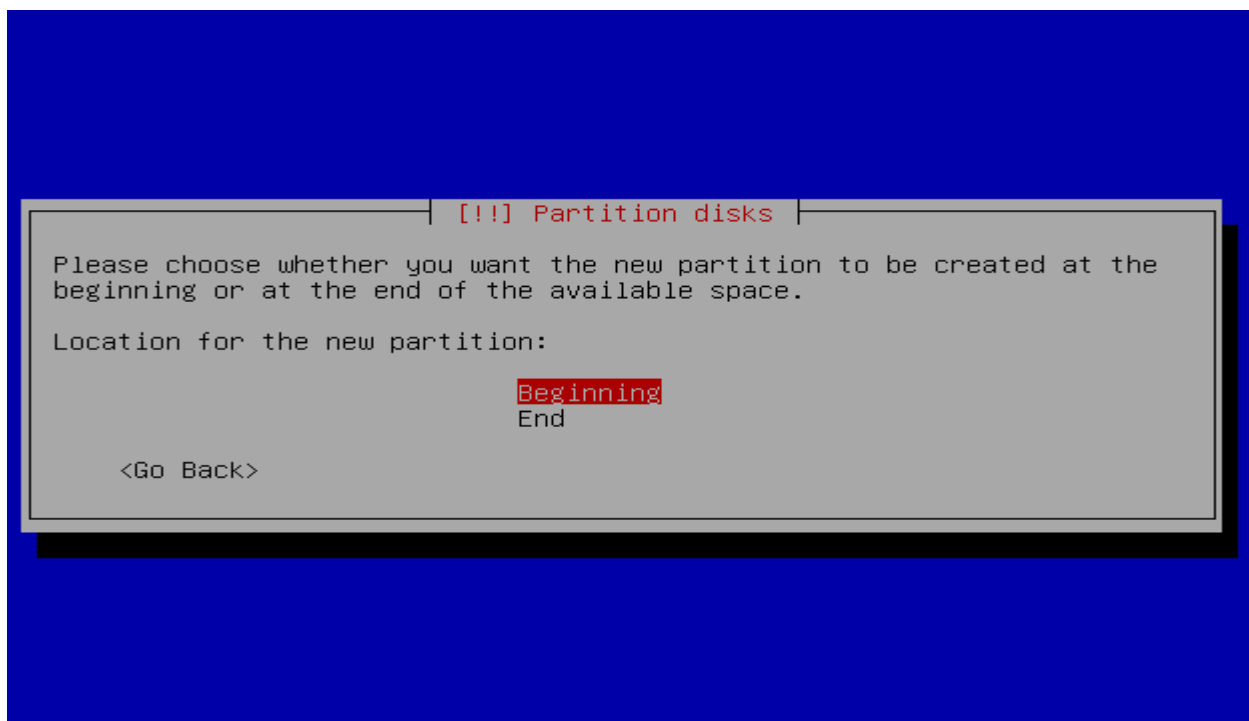 [!!] Partition disks
Please choose whether you want the new partition to be created at the
beginning or at the end of the available space.
Location for the new partition:
Beginning
End
<Go Back>